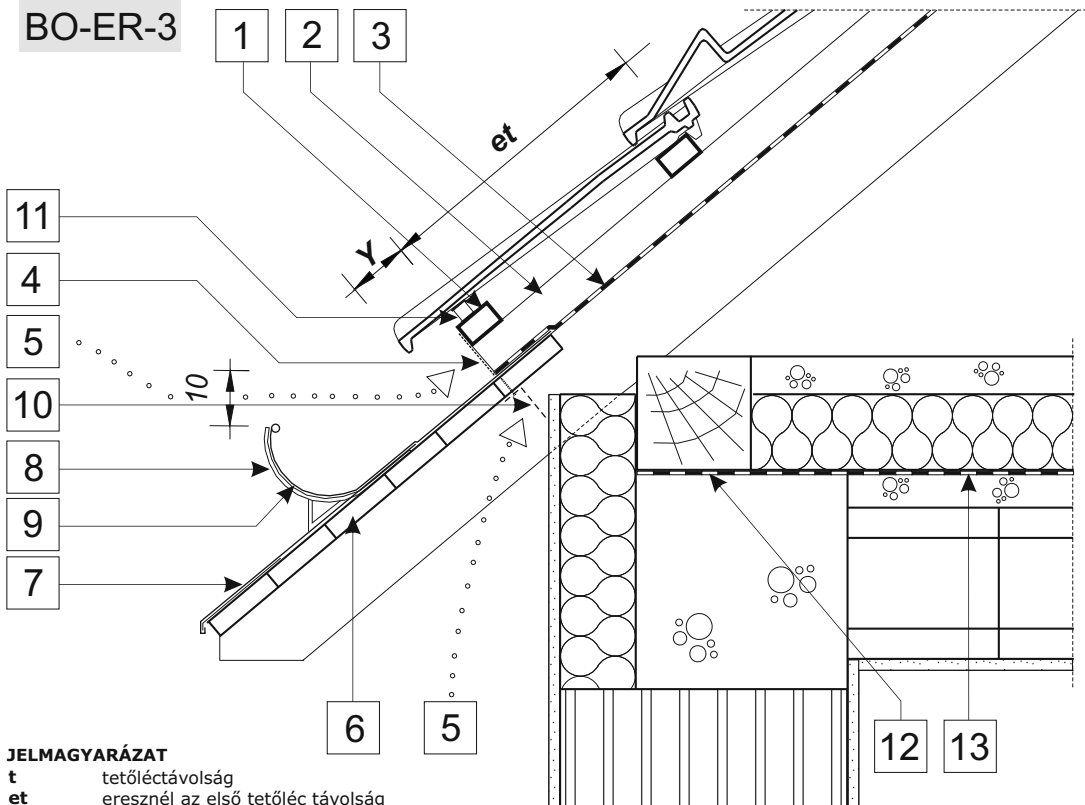 BO-ER-3
1
2
3
et
11
Y
4
5
10
10
8
9
7
6
5
12
13
JELMAGYARÁZAT
t tetőléctávolság
et eresznél az első tetőléc távolság